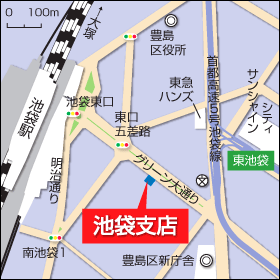 0 100m
大塚
豊島
区役所
首都高速5号池袋線
サンシャイン
シティ
東急
ハンズ
池袋東口
東口
五差路
池袋駅
明治通り
グリーン大通り
東池袋
池袋支店
南池袋1
豊島区新庁舎